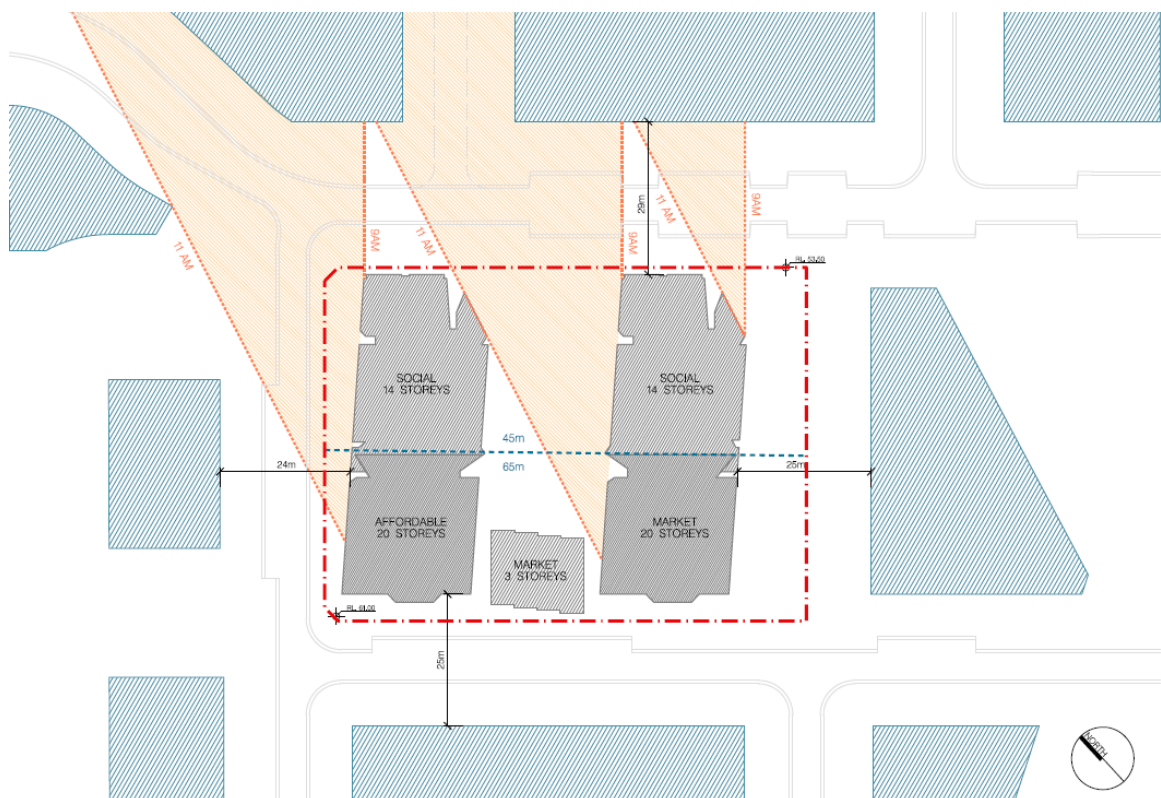 11 AM
9AM
11 AM
9AM
11 AM
9AM
29m
RL. 53.50
SOCIAL
14 STOREYS
SOCIAL
14 STOREYS
45m
65m
24m
25m
AFFORDABLE
20 STOREYS
MARKET
20 STOREYS
MARKET
3 STOREYS
RL. 61.00
25m
NORTH